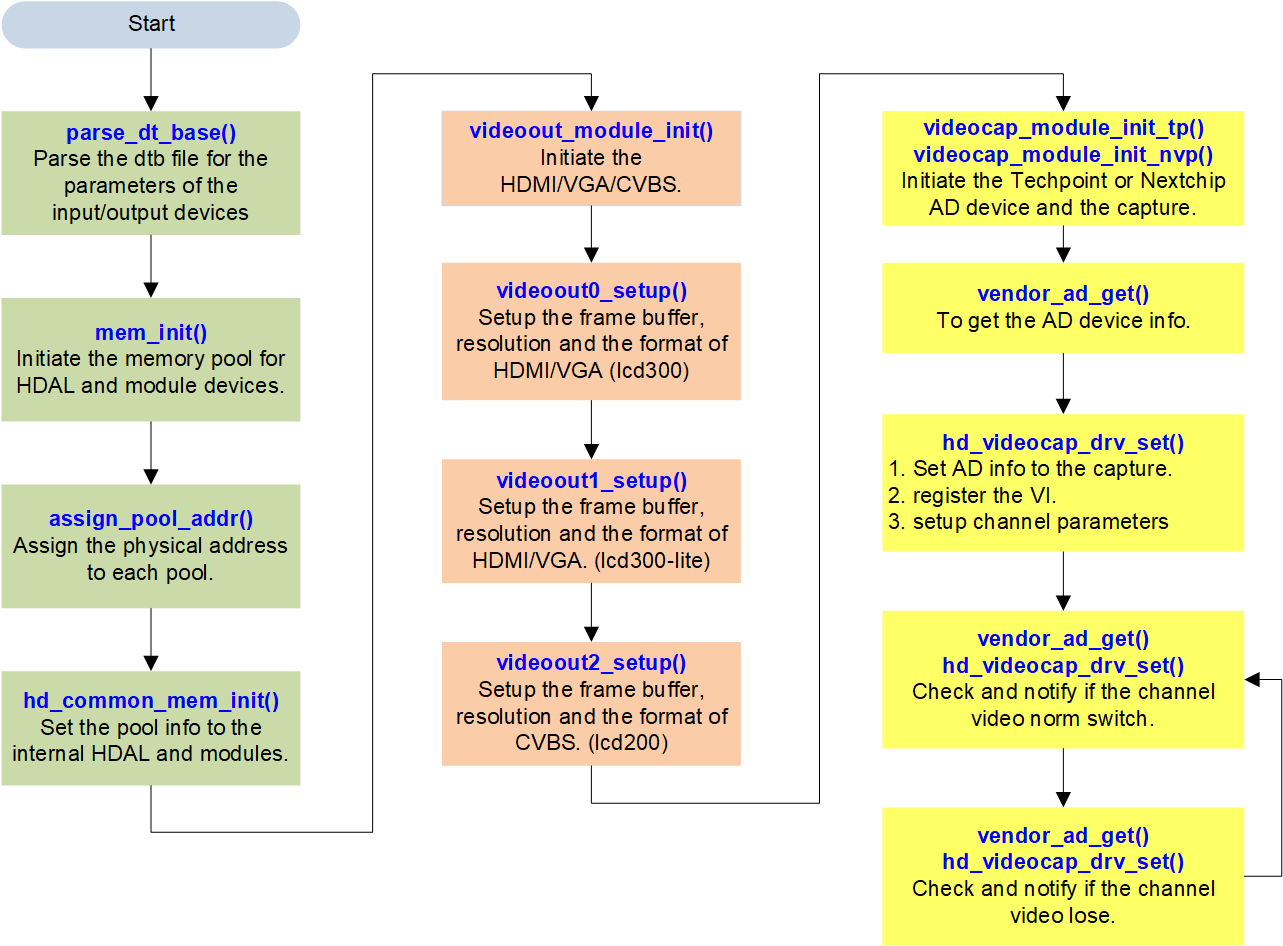 Start
parse_dt_base()
Parse the dtb file for the
parameters of the
input/output devices
mem_init()
Initiate the memory pool for
HDAL and module devices.
assign_pool_addr()
Assign the physical address
to each pool.
hd_common_mem_init()
Set the pool info to the
internal HDAL and modules.
videoout_module_init()
Initiate the
HDMI/VGA/CVBS.
videoout0_setup()
Setup the frame buffer,
resolution and the format of
HDMI/VGA (lcd300)
videoout1_setup()
Setup the frame buffer,
resolution and the format of
HDMI/VGA. (lcd300-lite)
videoout2_setup()
Setup the frame buffer,
resolution and the format of
CVBS. (lcd200)
videocap_module_init_tp()
videocap_module_init_nvp()
Initiate the Techpoint or Nextchip
AD device and the capture.
vendor_ad_get()
To get the AD device info.
hd_videocap_drv_set()
1. Set AD info to the capture.
2. register the VI.
3. setup channel parameters
vendor_ad_get()
hd_videocap_drv_set()
Check and notify if the channel
video norm switch.
vendor_ad_get()
hd_videocap_drv_set()
Check and notify if the channel
video lose.